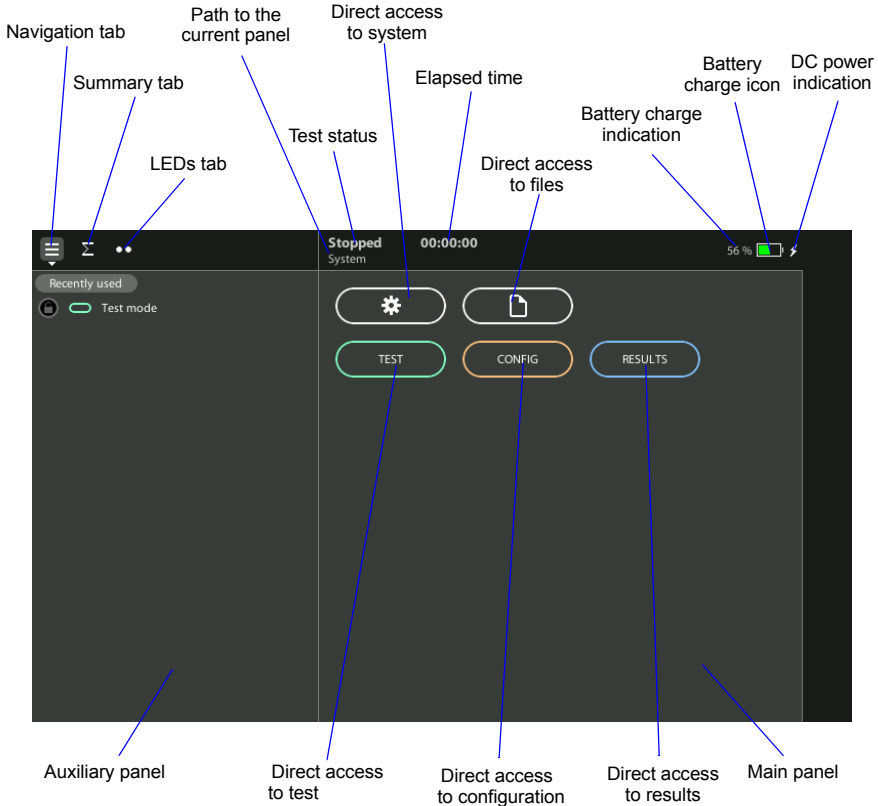 Path to the
current panel
Direct access
to system
Navigation tab
Summary tab
Elapsed time
Battery
charge icon
DC power
indication
Battery charge
indication
Test status
LEDs tab
Direct access
to files
Σ
Stopped
00:00:00
System
56 %
Recently used
Test mode
TEST
CONFIG
RESULTS
Auxiliary panel
Direct access
to test
Direct access
to configuration
Direct access
to results
Main panel